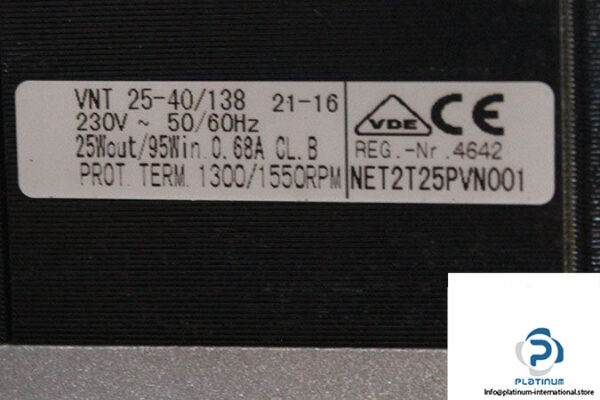 VNT 25-40/138 21-16
230V ~ 50/60Hz
25Wout/95Win 0.68A CL.B
PROT. TERM. 1300/1550RPM
VDE CE
REG.-Nr.4642
NET2T25PVN001
PLATINUM
Info@platinum-international.store